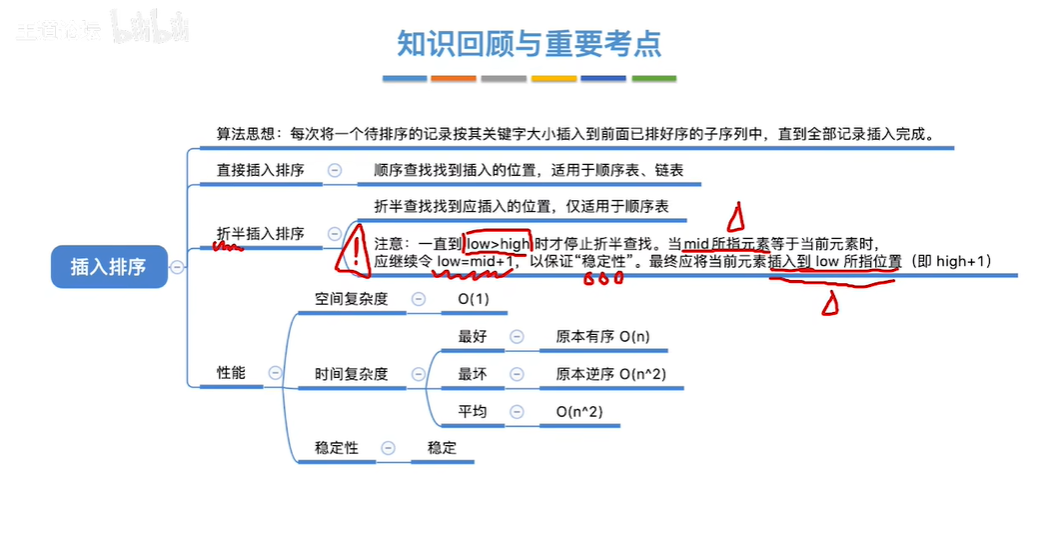 王道论坛 bilibili
知识回顾与重要考点
算法思想：每次将一个待排序的记录按其关键字大小插入到前面已排好序的子序列中，直到全部记录插入完成。
直接插入排序
顺序查找找到插入的位置，适用于顺序表、链表
折半插入排序
折半查找找到应插入的位置，仅适用于顺序表
注意：一直到 low>high 时才停止折半查找。当 mid 所指元素等于当前元素时，
应继续令 low=mid+1，以保证“稳定性”。最终应将当前元素插入到 low 所指位置（即 high+1）
!
插入排序
性能
空间复杂度
O(1)
时间复杂度
最好
原本有序 O(n)
最坏
原本逆序 O(n^2)
平均
O(n^2)
稳定性
稳定